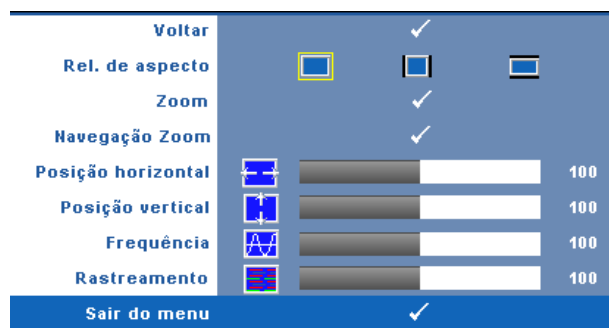 Voltar
Rel. de aspecto
Zoom
Navegação Zoom
Posição horizontal 100
Posição vertical 100
Frequência 100
Rastreamento 100
Sair do menu